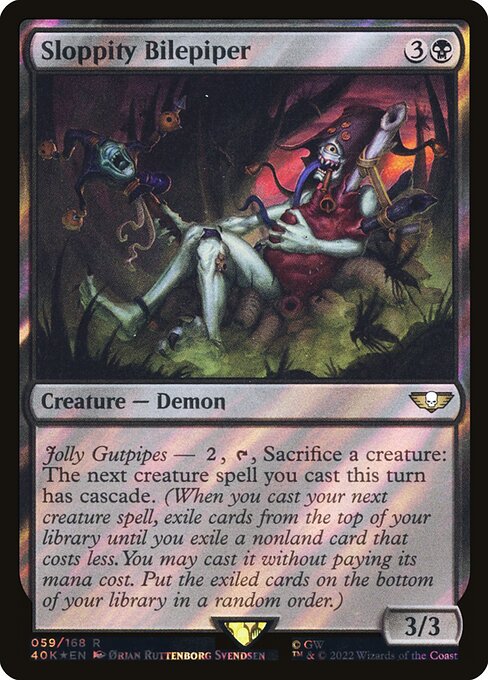 Sloppity Bilepiper 3
Creature — Demon
Jolly Gutpipes — 2, , Sacrifice a creature:
The next creature spell you cast this turn
has cascade. (When you cast your next
creature spell, exile cards from the top of your
library until you exile a nonland card that
costs less. You may cast it without paying its
mana cost. Put the exiled cards on the bottom
of your library in a random order.)
3/3
059/168 R
40K★EN Ørjan Ruttenborg Svendsen
© GW
™ & © 2022 Wizards of the Coast